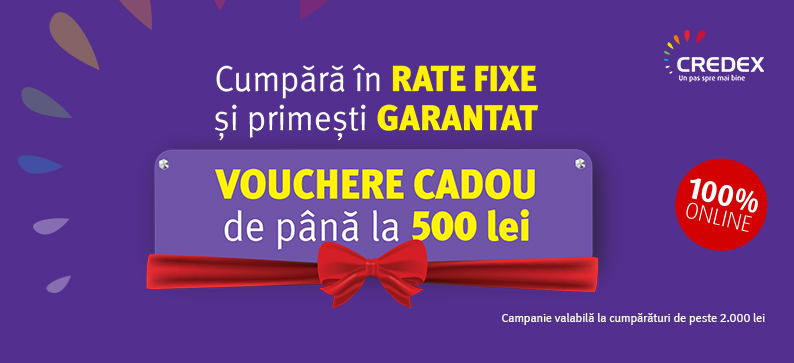 CREDEX
Un pas spre mai bine
Cumpără în RATE FIXE
și primești GARANTAT
VOUCHERE CADOU
de până la 500 lei
100%
ONLINE
Campanie valabilă la cumpărături de peste 2.000 lei